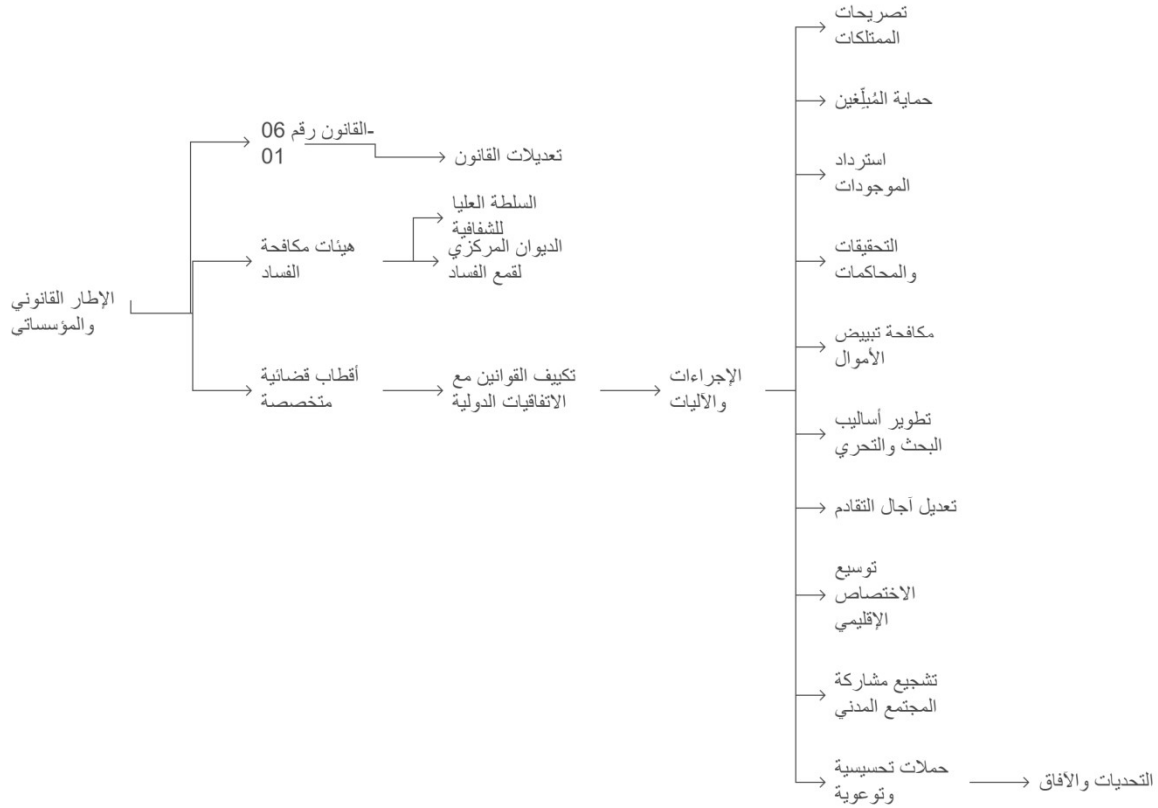 الإطار القانوني
والمؤسساتي
القانون رقم 06-
01
تعديلات القانون
هيئات مكافحة
الفساد
السلطة العليا
للشفافية
الديوان المركزي
لقمع الفساد
أقطاب قضائية
متخصصة
تكييف القوانين مع
الاتفاقيات الدولية
الإجراءات
والآليات
تصريحات
الممتلكات
حماية المُبلِّغين
استرداد
الموجودات
التحقيقات
والمحاكمات
مكافحة تبييض
الأموال
تطوير أساليب
البحث والتحري
تعديل آجال التقادم
توسيع
الاختصاص
الإقليمي
تشجيع مشاركة
المجتمع المدني
حملات تحسيسية
وتوعوية
التحديات والآفاق